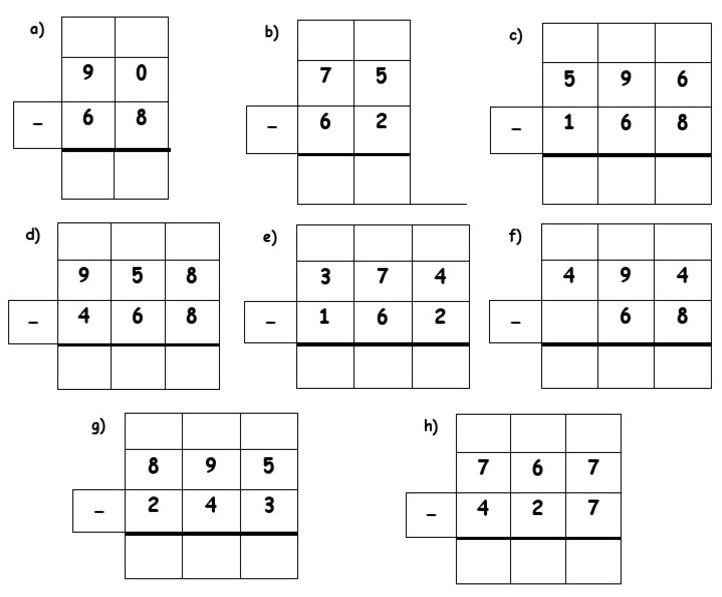 a)
9 0
- 6 8
b)
7 5
- 6 2
c)
5 9 6
- 1 6 8
d)
9 5 8
- 4 6 8
e)
3 7 4
- 1 6 2
f)
4 9 4
- 6 8
g)
8 9 5
- 2 4 3
h)
7 6 7
- 4 2 7